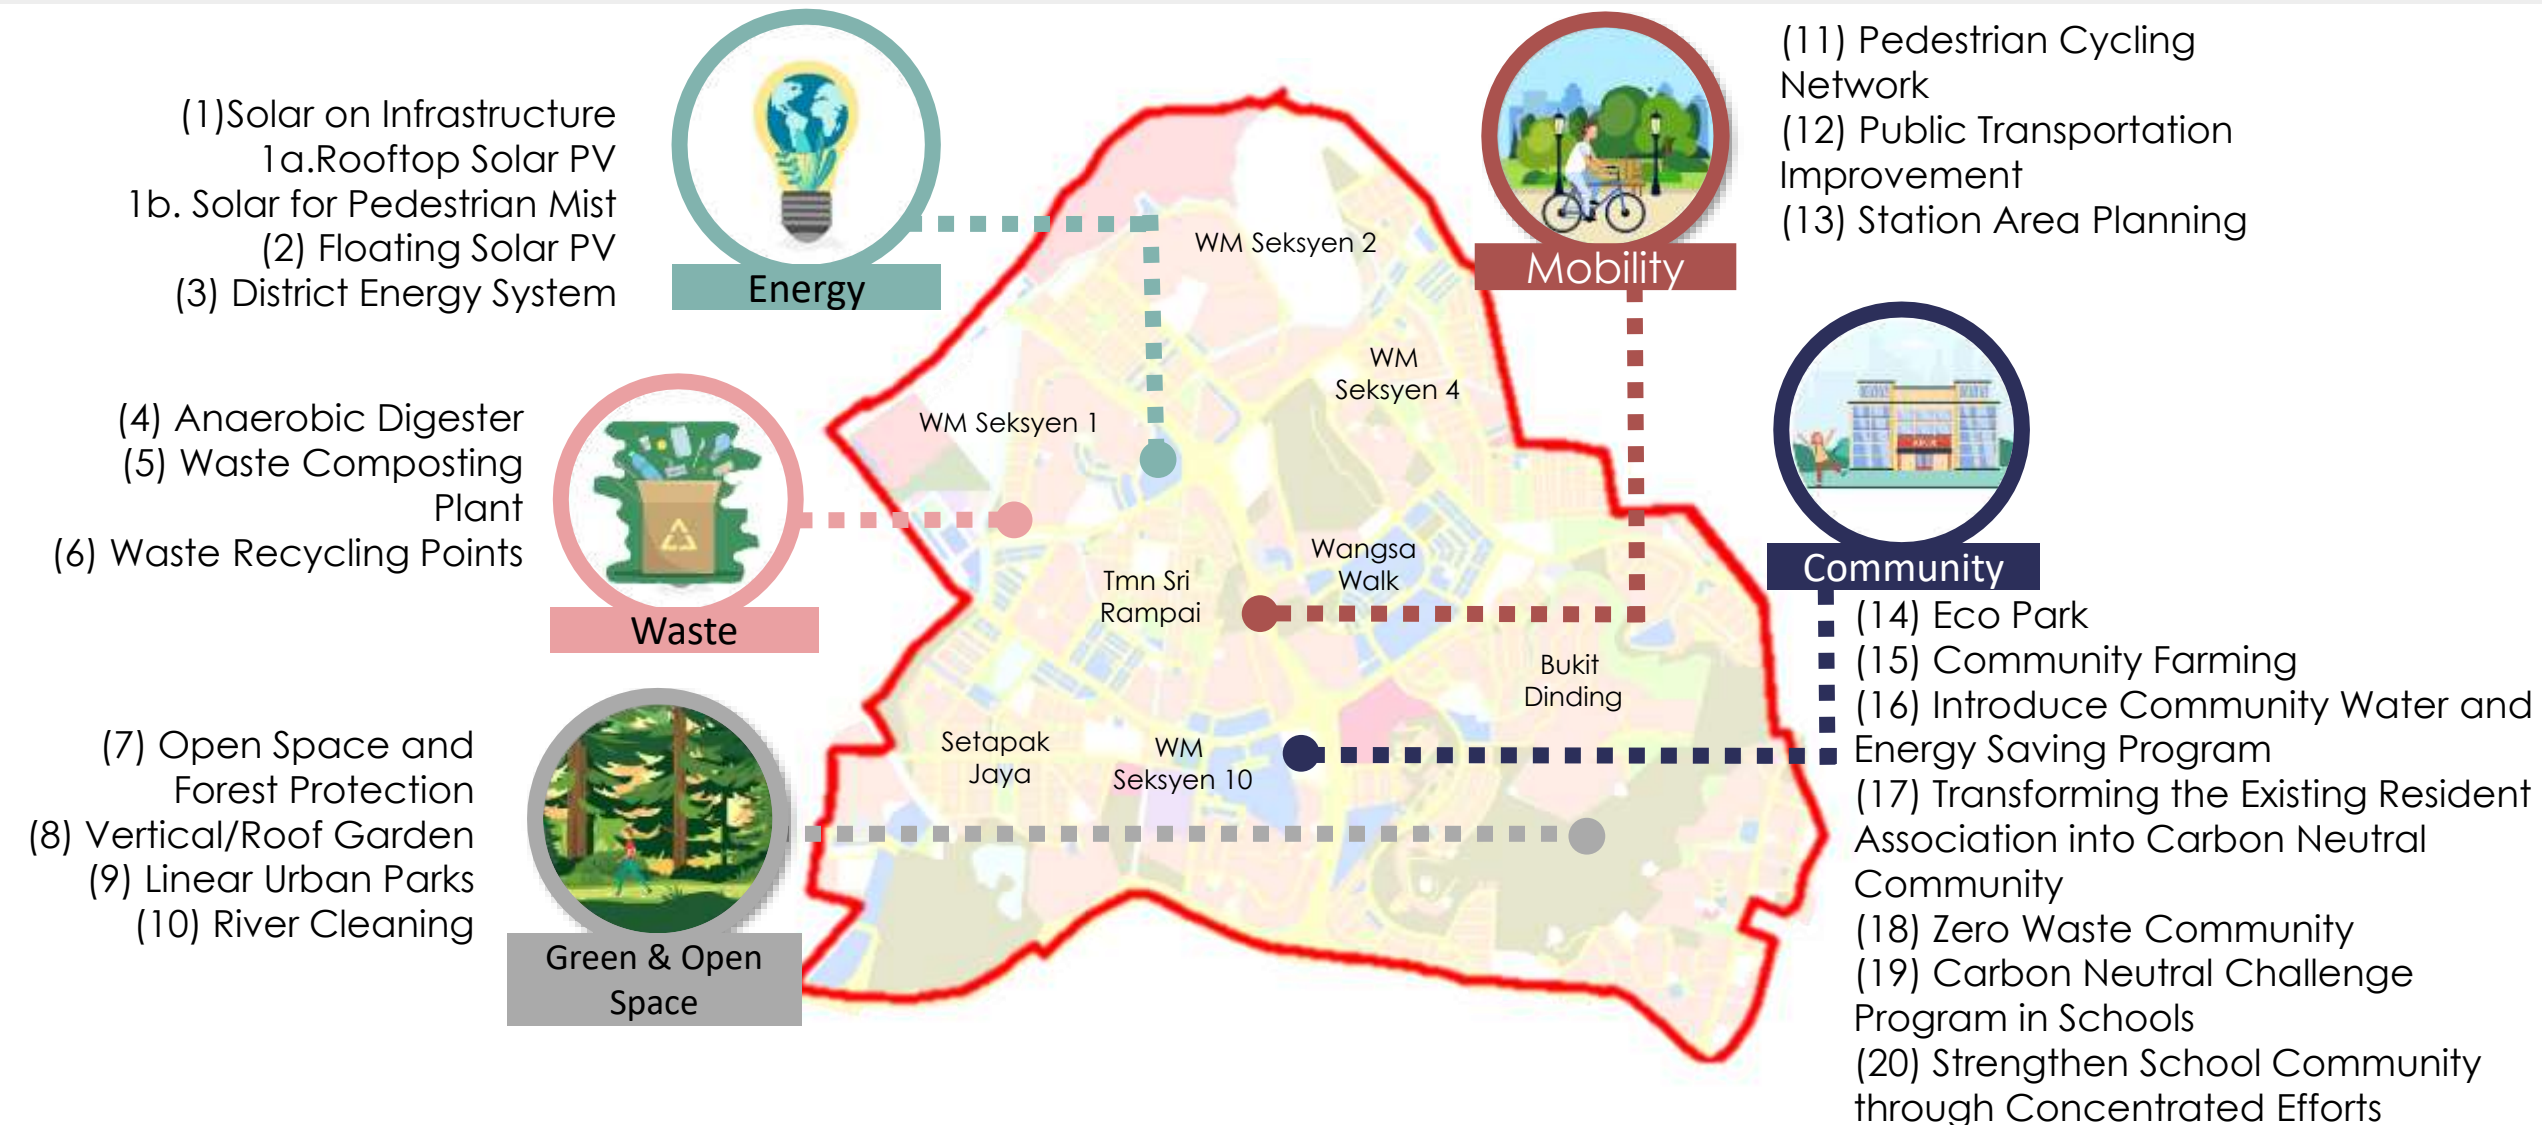 (1)Solar on Infrastructure
1a.Rooftop Solar PV
1b. Solar for Pedestrian Mist
(2) Floating Solar PV
(3) District Energy System
Energy
(4) Anaerobic Digester
(5) Waste Composting
Plant
(6) Waste Recycling Points
Waste
(7) Open Space and
Forest Protection
(8) Vertical/Roof Garden
(9) Linear Urban Parks
(10) River Cleaning
Green & Open
Space
WM Seksyen 2
WM
Seksyen 4
WM Seksyen 1
Wangsa
Walk
Tmn Sri
Rampai
Bukit
Dinding
Setapak
Jaya
WM
Seksyen 10
Mobility
(11) Pedestrian Cycling
Network
(12) Public Transportation
Improvement
(13) Station Area Planning
Community
(14) Eco Park
(15) Community Farming
(16) Introduce Community Water and
Energy Saving Program
(17) Transforming the Existing Resident
Association into Carbon Neutral
Community
(18) Zero Waste Community
(19) Carbon Neutral Challenge
Program in Schools
(20) Strengthen School Community
through Concentrated Efforts